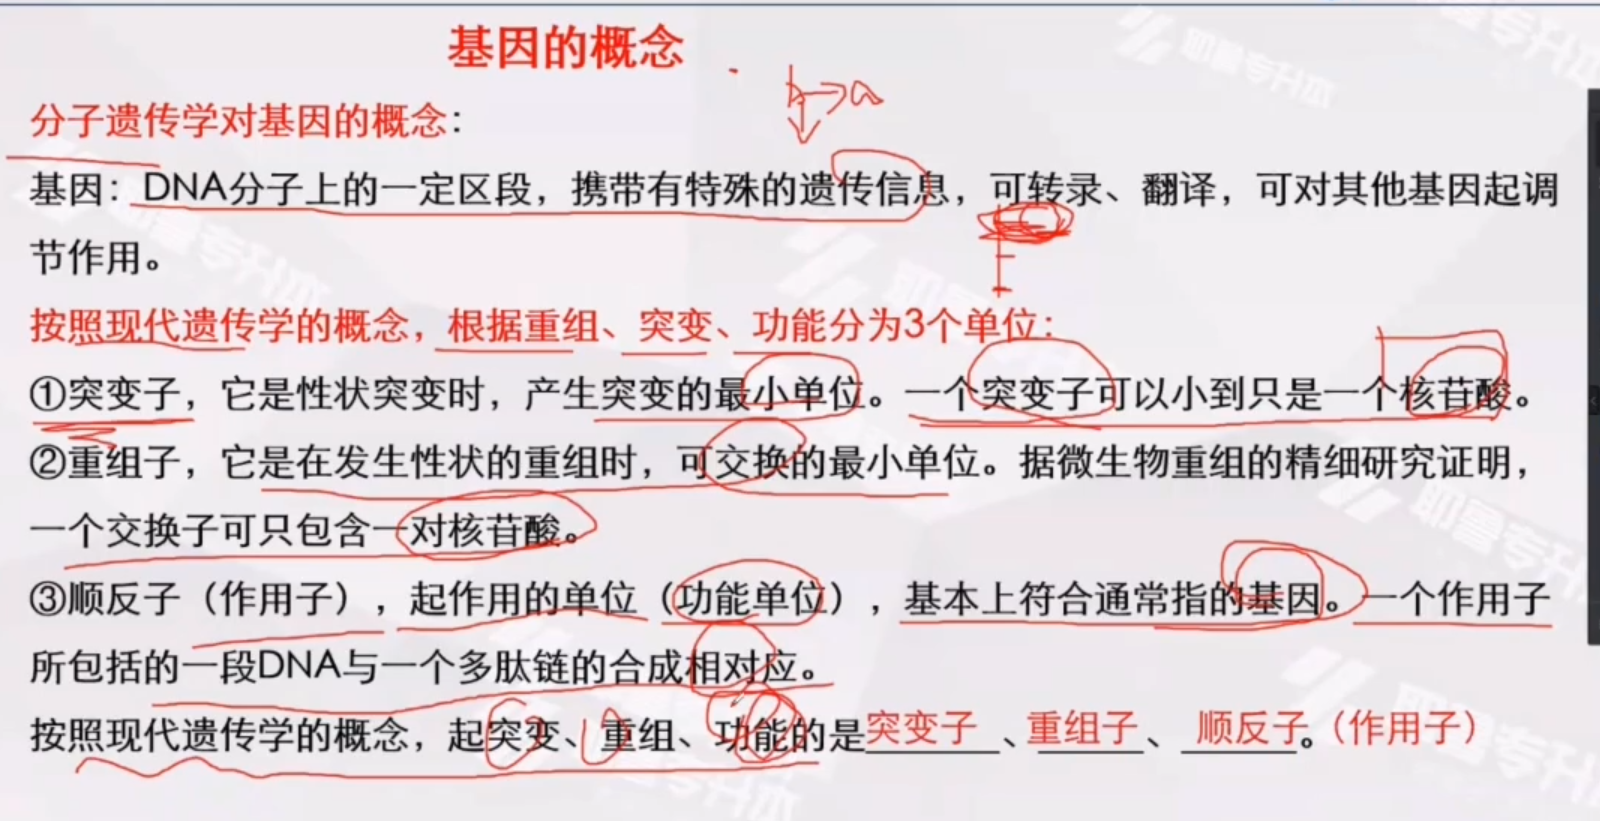 耶鲁专升本
基因的概念
b→a
分子遗传学对基因的概念：
基因：DNA分子上的一定区段，携带有特殊的遗传信息，可转录、翻译，可对其他基因起调
节作用。
按照现代遗传学的概念，根据重组、突变、功能分为3个单位：
①突变子，它是性状突变时，产生突变的最小单位。一个突变子可以小到只是一个核苷酸。
②重组子，它是在发生性状的重组时，可交换的最小单位。据微生物重组的精细研究证明，
一个交换子可只包含一对核苷酸。
③顺反子（作用子），起作用的单位（功能单位），基本上符合通常指的基因。一个作用子
所包括的一段DNA与一个多肽链的合成相对应。
按照现代遗传学的概念，起突变、重组、功能的是突变子、重组子、顺反子。（作用子）